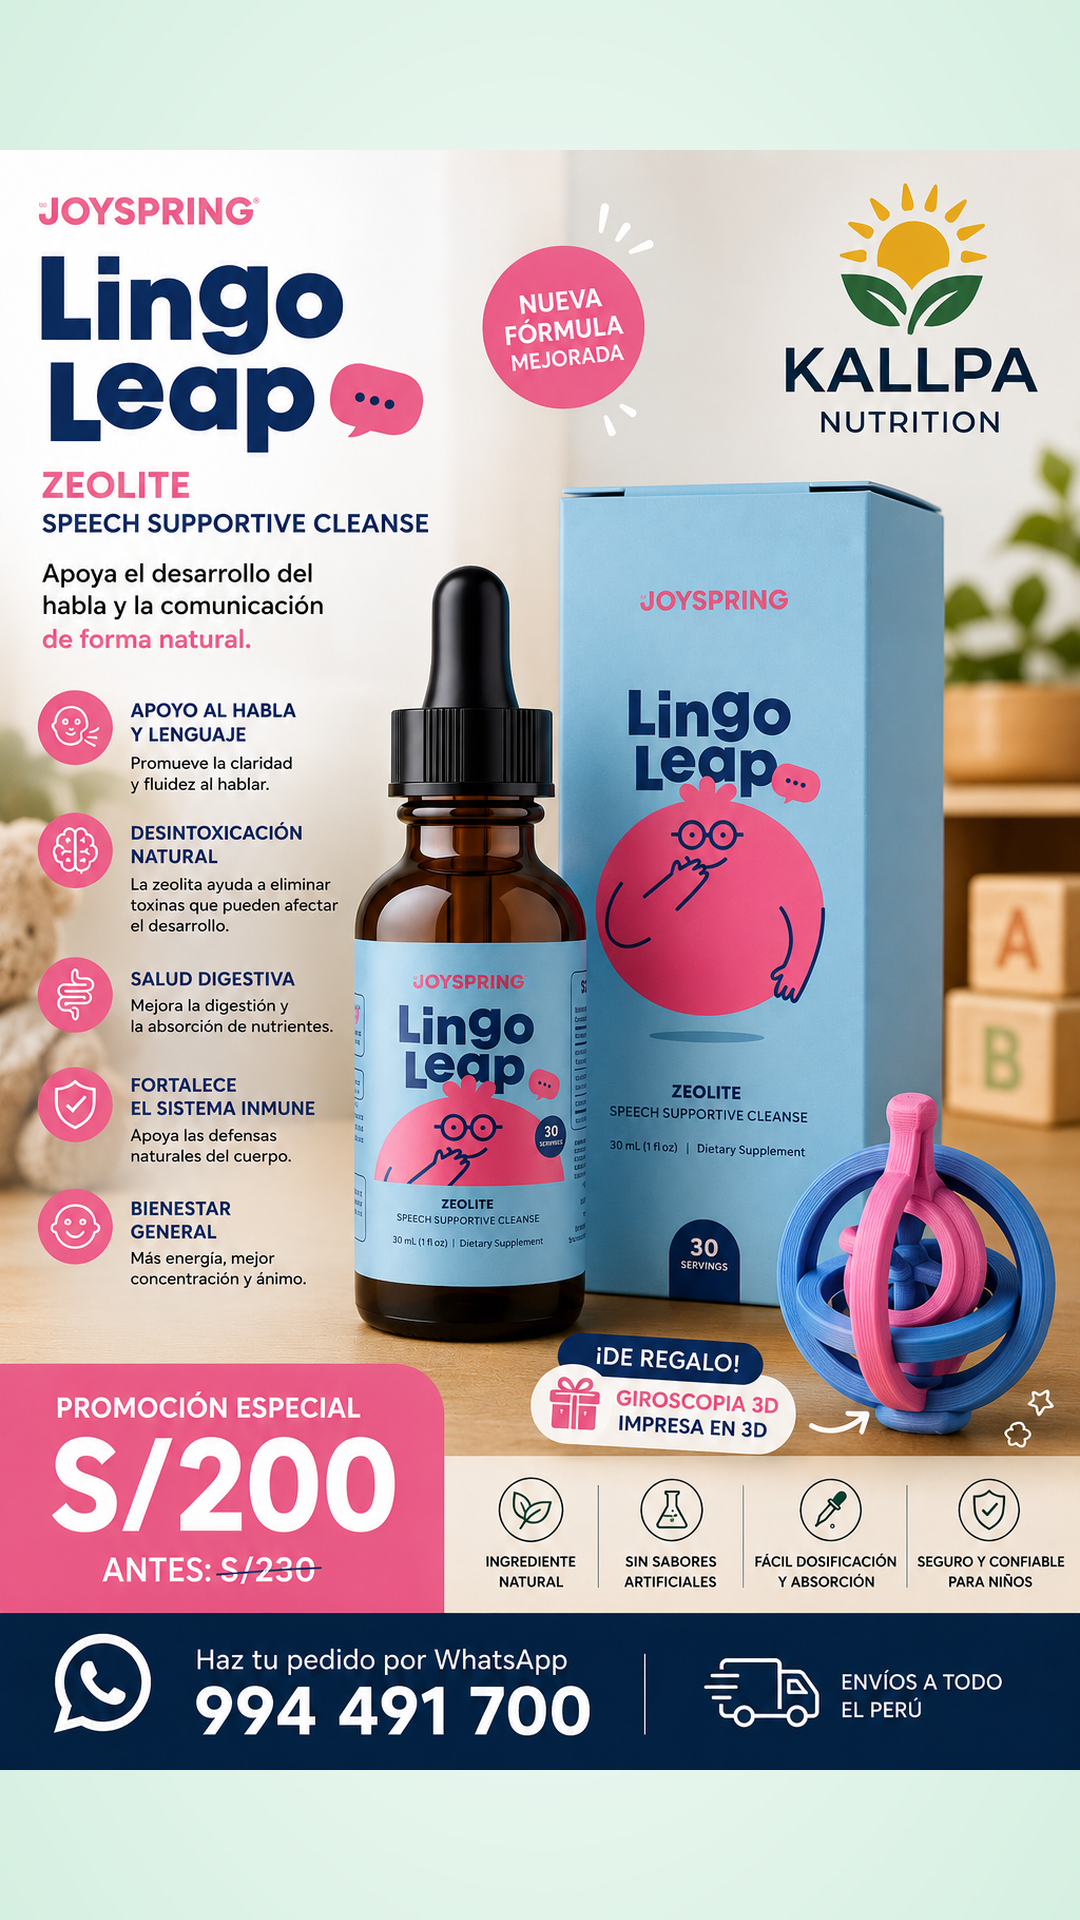 JOYSPRING®
Lingo
Leap
ZEOLITE
SPEECH SUPPORTIVE CLEANSE
Apoya el desarrollo del
habla y la comunicación
de forma natural.
NUEVA
FÓRMULA
MEJORADA
KALLPA
NUTRITION
APOYO AL HABLA
Y LENGUAJE
Promueve la claridad
y fluidez al hablar.
DESINTOXICACIÓN
NATURAL
La zeolita ayuda a eliminar
toxinas que pueden afectar
el desarrollo.
SALUD DIGESTIVA
Mejora la digestión y
la absorción de nutrientes.
FORTALECE
EL SISTEMA INMUNE
Apoya las defensas
naturales del cuerpo.
BIENESTAR
GENERAL
Más energía, mejor
concentración y ánimo.
JOYSPRING
Lingo
Leap
30
SERVINGS
ZEOLITE
SPEECH SUPPORTIVE CLEANSE
30 mL (1 fl oz) | Dietary Supplement
JOYSPRING
Lingo
Leap
ZEOLITE
SPEECH SUPPORTIVE CLEANSE
30 mL (1 fl oz) | Dietary Supplement
30
SERVINGS
A
B
¡DE REGALO!
GIROSCOPIA 3D
IMPRESA EN 3D
PROMOCIÓN ESPECIAL
S/200
ANTES: S/230
INGREDIENTE
NATURAL
SIN SABORES
ARTIFICIALES
FÁCIL DOSIFICACIÓN
Y ABSORCIÓN
SEGURO Y CONFIABLE
PARA NIÑOS
Haz tu pedido por WhatsApp
994 491 700
ENVÍOS A TODO
EL PERÚ